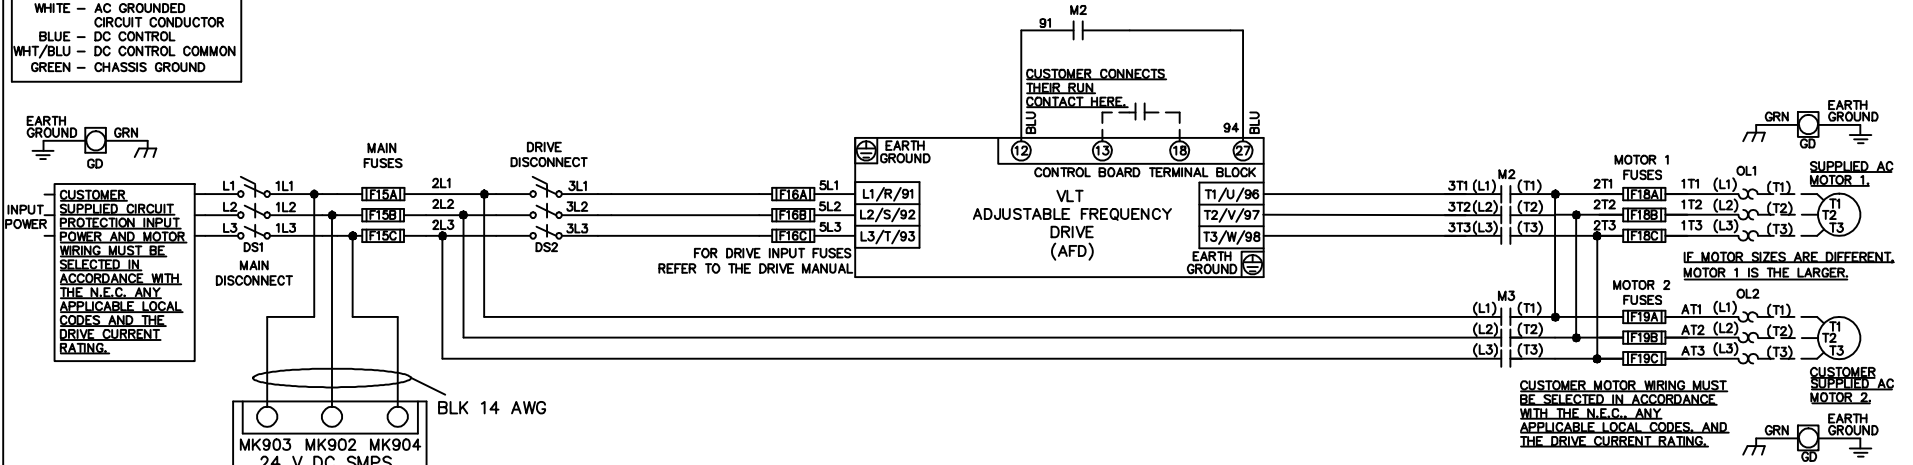 WHITE – AC GROUNDED
CIRCUIT CONDUCTOR
BLUE – DC CONTROL
WHT/BLU – DC CONTROL COMMON
GREEN – CHASSIS GROUND
EARTH
GROUND
GRN
GD
INPUT
POWER
CUSTOMER
SUPPLIED CIRCUIT
PROTECTION INPUT
POWER AND MOTOR
WIRING MUST BE
SELECTED IN
ACCORDANCE WITH
THE N.E.C. ANY
APPLICABLE LOCAL
CODES AND THE
DRIVE CURRENT
RATING.
L1
L2
L3
DS1
MAIN
DISCONNECT
1L1
1L2
1L3
MAIN
FUSES
F15A
F15B
F15C
2L1
2L2
2L3
DRIVE
DISCONNECT
DS2
3L1
3L2
3L3
F16A
F16B
F16C
5L1
5L2
5L3
FOR DRIVE INPUT FUSES
REFER TO THE DRIVE MANUAL
BLK 14 AWG
MK903 MK902 MK904
24 V DC SMPS
M2
91
CUSTOMER CONNECTS
THEIR RUN
CONTACT HERE.
BLU
94
BLU
12
13
18
27
CONTROL BOARD TERMINAL BLOCK
EARTH
GROUND
L1/R/91
L2/S/92
L3/T/93
VLT
ADJUSTABLE FREQUENCY
DRIVE
(AFD)
T1/U/96
T2/V/97
T3/W/98
EARTH
GROUND
M2
3T1 (L1) (T1)
3T2(L2) (T2)
3T3(L3) (T3)
M3
(L1) (T1)
(L2) (T2)
(L3) (T3)
MOTOR 1
FUSES
2T1 F18A 1T1 (L1) (T1)
2T2 F18B 1T2 (L2) (T2)
2T3 F18C 1T3 (L3) (T3)
OL1
GRN
GD
EARTH
GROUND
SUPPLIED AC
MOTOR 1.
T1
T2
T3
IF MOTOR SIZES ARE DIFFERENT,
MOTOR 1 IS THE LARGER.
MOTOR 2
FUSES
OL2
F19A AT1 (L1) (T1)
F19B AT2 (L2) (T2)
F19C AT3 (L3) (T3)
T1
T2
T3
CUSTOMER
SUPPLIED AC
MOTOR 2.
CUSTOMER MOTOR WIRING MUST
BE SELECTED IN ACCORDANCE
WITH THE N.E.C., ANY
APPLICABLE LOCAL CODES, AND
THE DRIVE CURRENT RATING.
GRN
GD
EARTH
GROUND